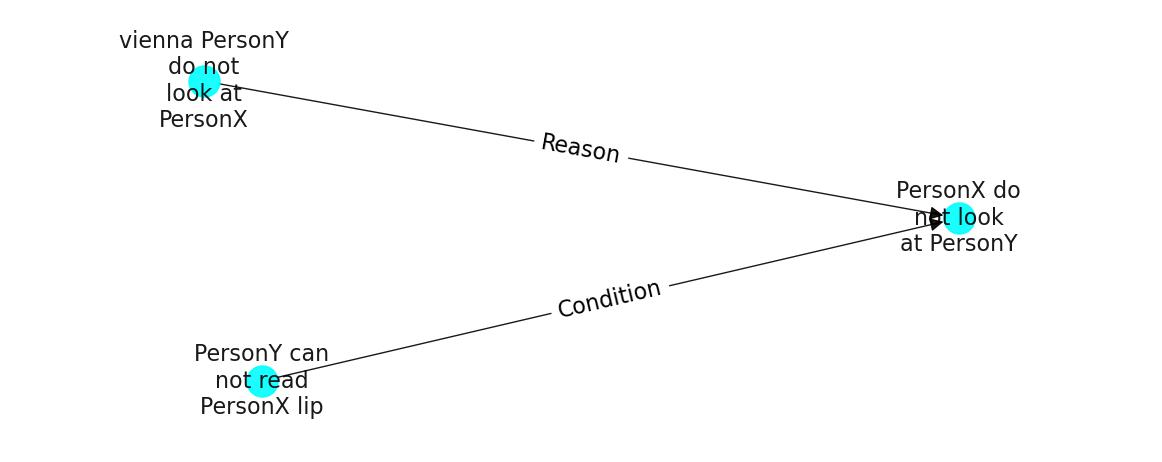 vienna PersonY
do not
look at
PersonX
Reason
PersonX do
not look
at PersonY
Condition
PersonY can
not read
PersonX lip